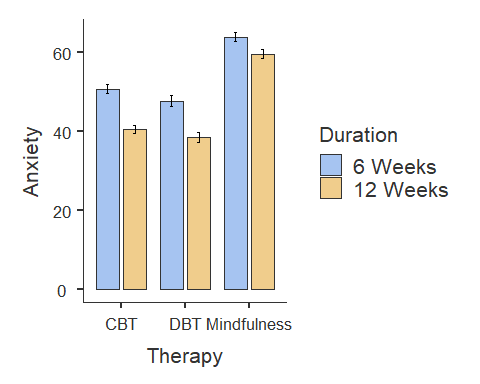 60
40
20
0
Anxiety
CBT DBT Mindfulness
Therapy
Duration
6 Weeks
12 Weeks